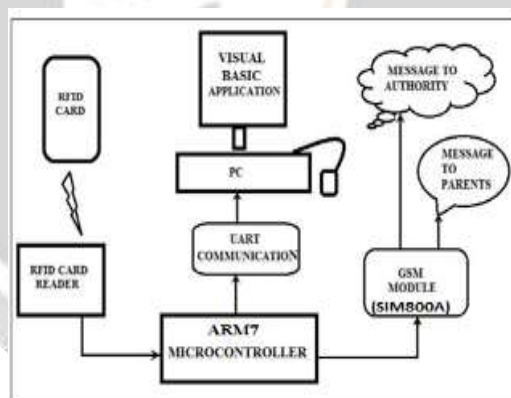 VISUAL
BASIC
APPLICATION
MESSAGE TO
AUTHORITY
RFID
CARD
MESSAGE
TO
PARENTS
PC
UART
COMMUNICATION
RFID CARD
READER
GSM
MODULE
(SIM800A)
ARM7
MICROCONTROLLER